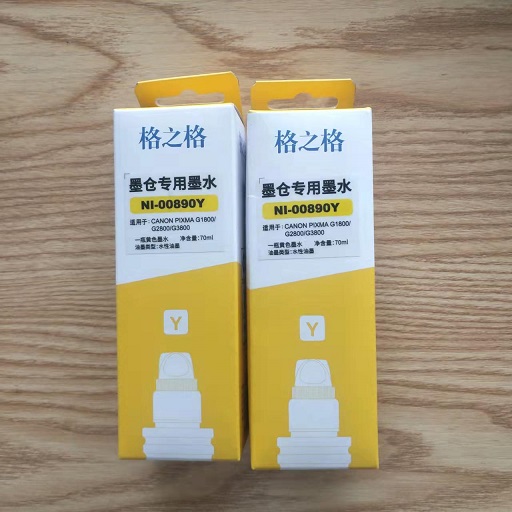 格之格
墨仓专用墨水
NI-00890Y
适用于: CANON PIXMA G1800/
G2800/G3800
一瓶黄色墨水 净含量:70ml
油墨类型:水性油墨
Y
格之格
墨仓专用墨水
NI-00890Y
适用于: CANON PIXMA G1800/
G2800/G3800
一瓶黄色墨水 净含量:70ml
油墨类型:水性油墨
Y